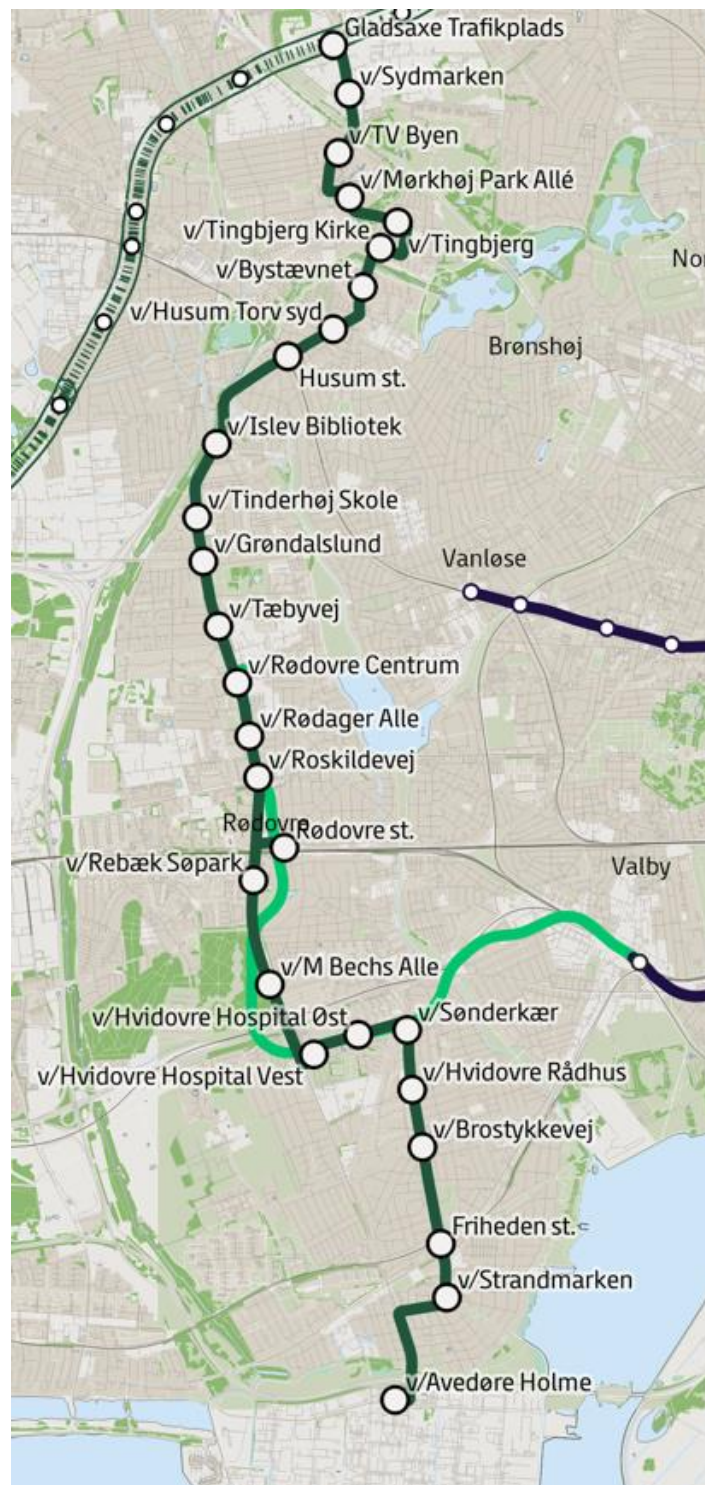 Gladsaxe Trafikplads
v/Sydmarken
v/TV Byen
v/Mørkhøj Park Allé
v/Tingbjerg Kirke
v/Tingbjerg
v/Bystævnet
Nor
v/Husum Torv syd
Brønshøj
Husum st.
v/Islev Bibliotek
v/Tinderhøj Skole
v/Grøndalslund
Vanløse
v/Tæbyvej
v/Rødovre Centrum
v/Rødager Alle
v/Roskildevej
Rødovre
Rødovre st.
v/Rebæk Søpark
Valby
v/M Bechs Alle
v/Hvidovre Hospital Øst
v/Sønderkær
v/Hvidovre Hospital Vest
v/Hvidovre Rådhus
v/Brostykkevej
Friheden st.
v/Strandmarken
v/Avedøre Holme